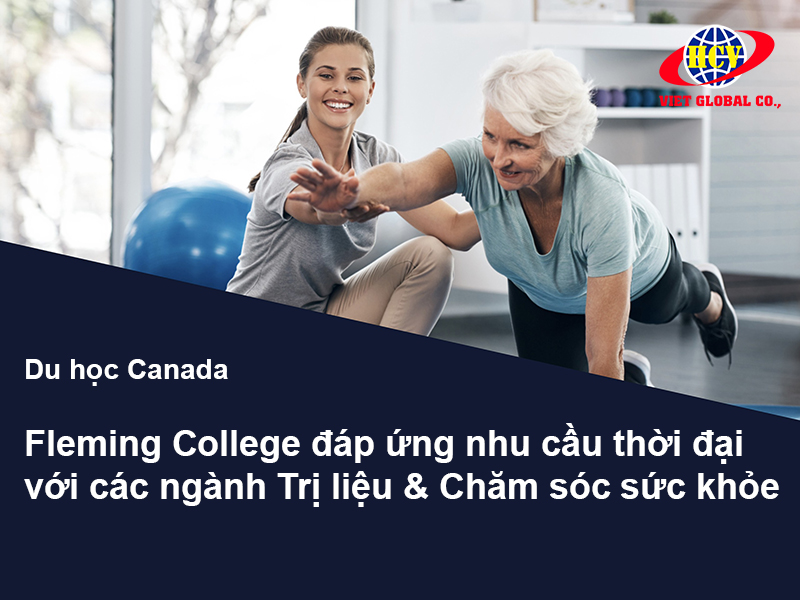 HCV
VIET GLOBAL CO.,
Du học Canada
Fleming College đáp ứng nhu cầu thời đại
với các ngành Trị liệu & Chăm sóc sức khỏe